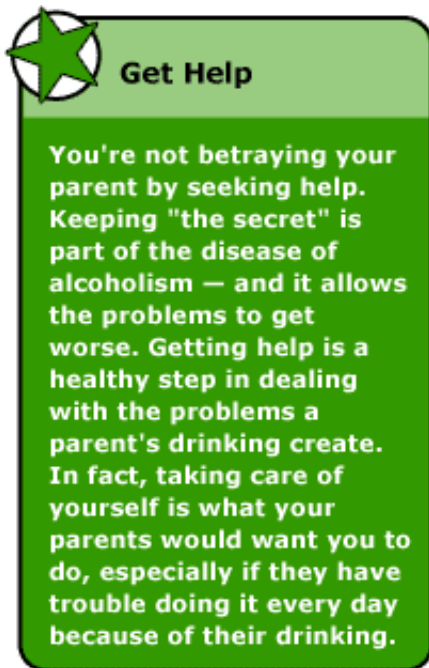 Get Help
You're not betraying your
parent by seeking help.
Keeping "the secret" is
part of the disease of
alcoholism — and it allows
the problems to get
worse. Getting help is a
healthy step in dealing
with the problems a
parent's drinking create.
In fact, taking care of
yourself is what your
parents would want you to
do, especially if they have
trouble doing it every day
because of their drinking.